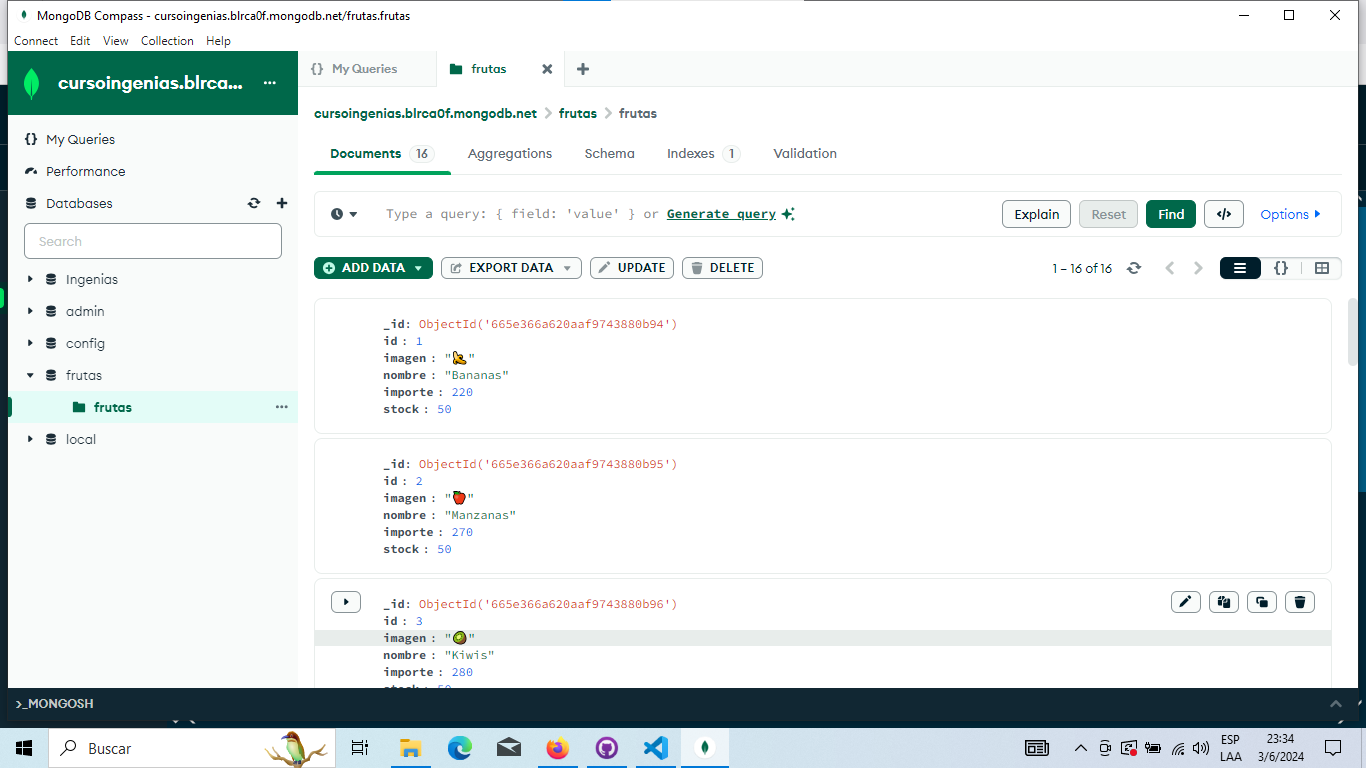 MongoDB Compass - cursoingenias.blrca0f.mongodb.net/frutas.frutas
Connect Edit View Collection Help
cursoingenias.blrca...
My Queries
Performance
Databases
Search
Ingenias
admin
config
frutas
frutas
local
{} My Queries
frutas
cursoingenias.blrca0f.mongodb.net > frutas > frutas
Documents 16 Aggregations Schema Indexes 1 Validation
Type a query: { field: 'value' } or Generate query
Explain Reset Find </> Options
ADD DATA EXPORT DATA UPDATE DELETE
1 – 16 of 16
{}
_id: ObjectId('665e366a620aaf9743880b94')
id : 1
imagen : "🍌"
nombre : "Bananas"
importe : 220
stock : 50
_id: ObjectId('665e366a620aaf9743880b95')
id : 2
imagen : "🍎"
nombre : "Manzanas"
importe : 270
stock : 50
_id: ObjectId('665e366a620aaf9743880b96')
id : 3
imagen : "🥝"
nombre : "Kiwis"
importe : 280
stock : 50
>_MONGOSH
Buscar
ESP
LAA
23:34
3/6/2024